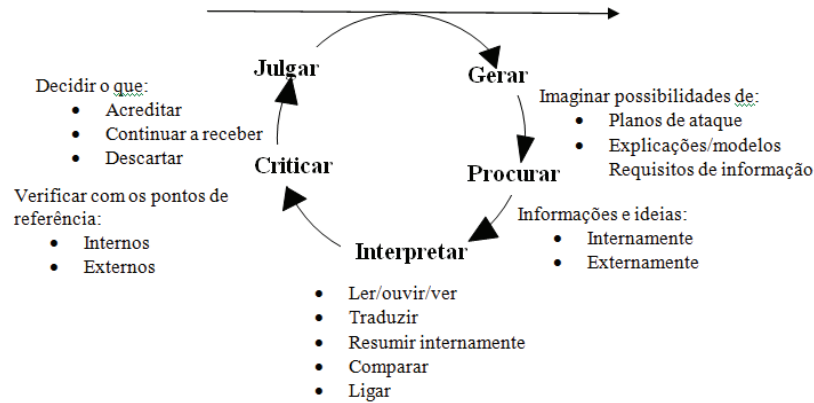 Julgar
Gerar
Decidir o que:
• Acreditar
• Continuar a receber
• Descartar
Imaginar possibilidades de:
• Planos de ataque
• Explicações/modelos
Requisitos de informação
Criticar
Procurar
Verificar com os pontos de
referência:
• Internos
• Externos
Informações e ideias:
• Internamente
• Externamente
Interpretar
• Ler/ouvir/ver
• Traduzir
• Resumir internamente
• Comparar
• Ligar